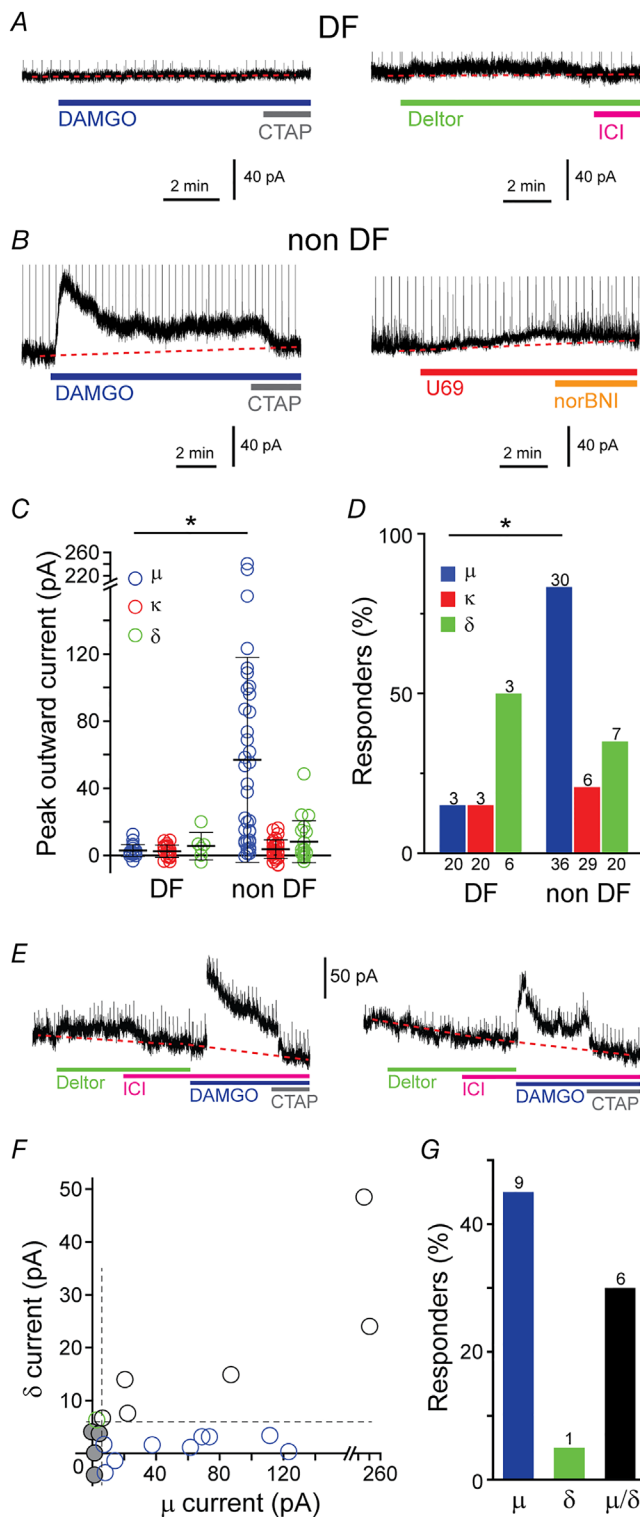 A
DF
DAMGO
CTAP
Deltor
ICI
2 min
40 pA
2 min
40 pA
B
non DF
DAMGO
CTAP
U69
norBNI
2 min
40 pA
2 min
40 pA
C
*
Peak outward current (pA)
260
220
120
80
40
0
μ
κ
δ
DF
non DF
D
*
Responders (%)
100
50
0
μ
κ
δ
3
3
3
30
6
7
20
20
6
36
29
20
DF
non DF
E
50 pA
Deltor
ICI
DAMGO
CTAP
Deltor
ICI
DAMGO
CTAP
F
δ current (pA)
50
40
30
20
10
0
40
80
120
260
μ current (pA)
G
Responders (%)
40
20
0
9
1
6
μ
δ
μ/δ